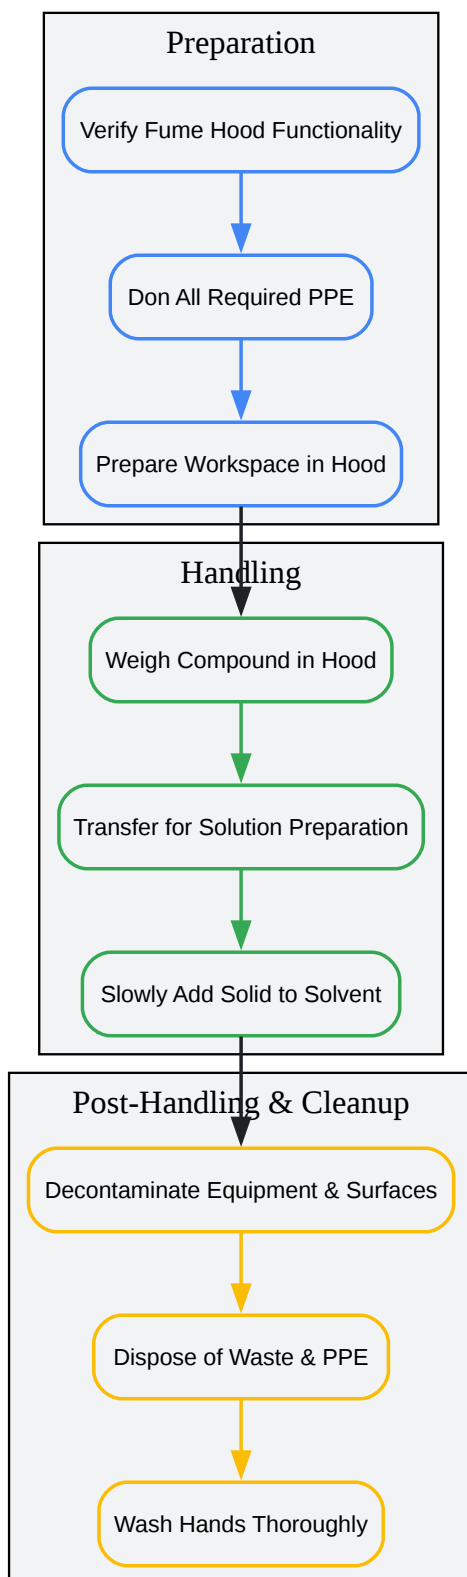 Preparation
Verify Fume Hood Functionality
Don All Required PPE
Prepare Workspace in Hood
Handling
Weigh Compound in Hood
Transfer for Solution Preparation
Slowly Add Solid to Solvent
Post-Handling & Cleanup
Decontaminate Equipment & Surfaces
Dispose of Waste & PPE
Wash Hands Thoroughly